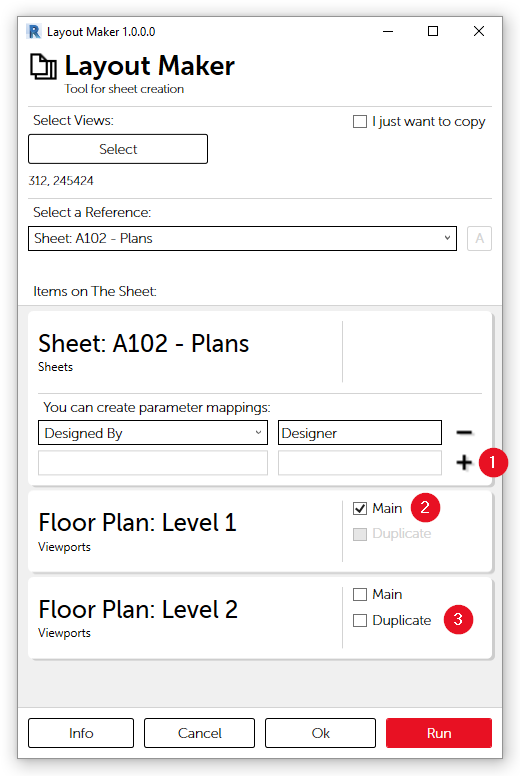 Layout Maker 1.0.0.0
Layout Maker
Tool for sheet creation
Select Views:
I just want to copy
Select
312, 245424
Select a Reference:
Sheet: A102 - Plans
A
Items on The Sheet:
Sheet: A102 - Plans
Sheets
You can create parameter mappings:
Designed By
Designer
1
Floor Plan: Level 1
Viewports
Main
2
Duplicate
Floor Plan: Level 2
Viewports
Main
Duplicate
3
Info
Cancel
Ok
Run